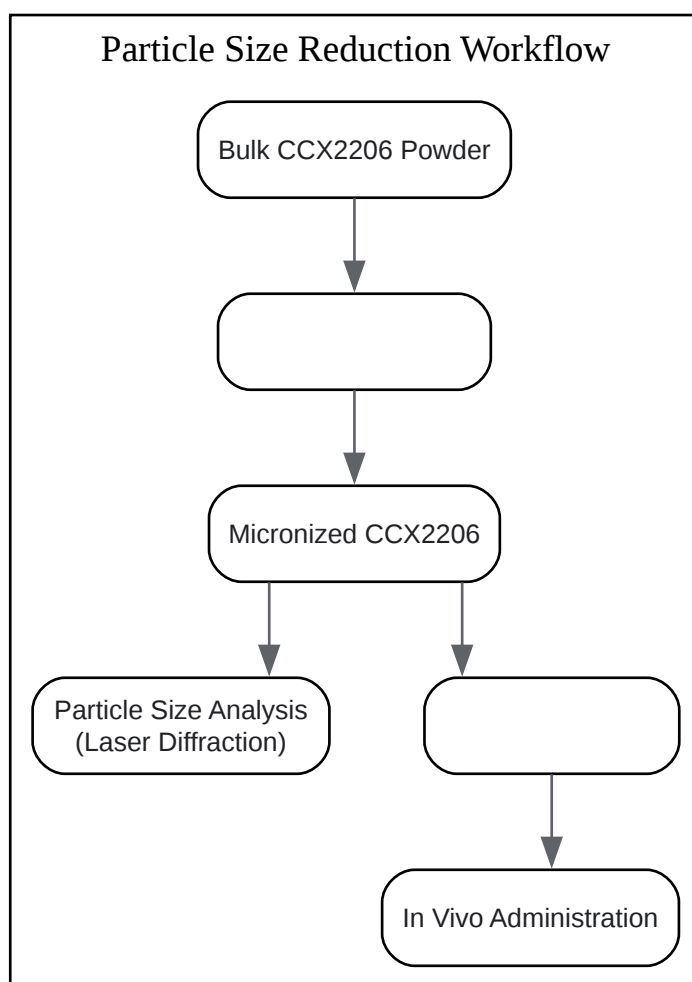 Particle Size Reduction Workflow
Bulk CCX2206 Powder
Micronized CCX2206
Particle Size Analysis
(Laser Diffraction)
In Vivo Administration